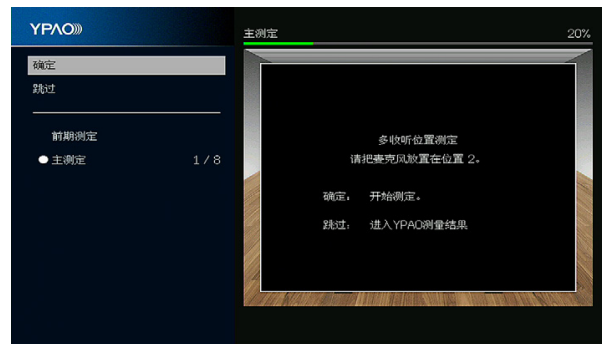 YPAO
确定
跳过
前期测定
主测定 1/8
主测定 20%
多收听位置测定
请把麦克风放置在位置 2。
确定: 开始测定。
跳过: 进入YPAO测量结果